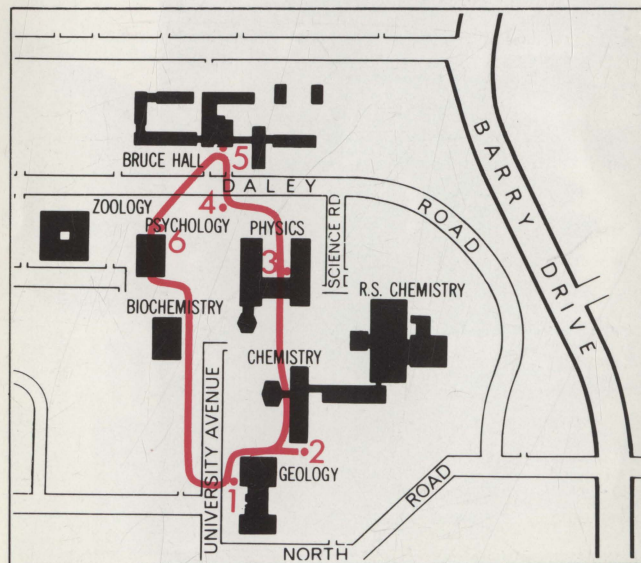 BRUCE HALL
5
DALEY ROAD
BARRY DRIVE
ZOOLOGY
4
PSYCHOLOGY
6
PHYSICS
3
SCIENCE RD
R.S. CHEMISTRY
BIOCHEMISTRY
CHEMISTRY
UNIVERSITY AVENUE
2
GEOLOGY
1
NORTH ROAD